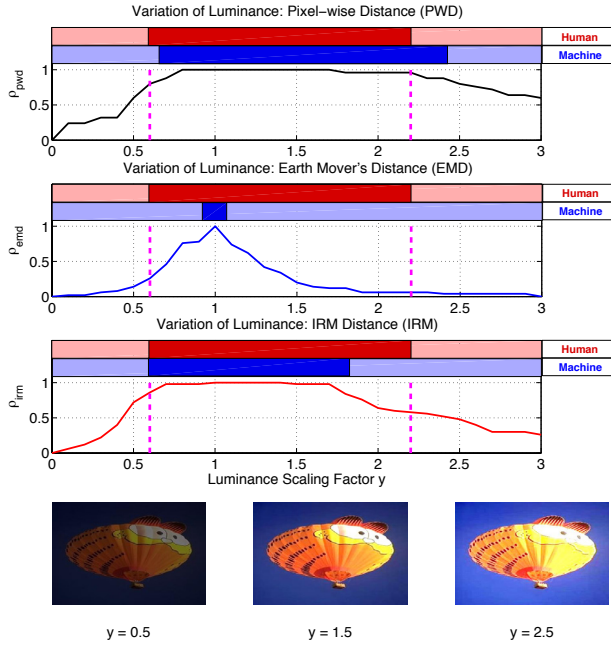 Variation of Luminance: Pixel-wise Distance (PWD)
Human
Machine
ρpwd
1
0.5
0
0 0.5 1 1.5 2 2.5 3
Variation of Luminance: Earth Mover's Distance (EMD)
Human
Machine
ρemd
1
0.5
0
0 0.5 1 1.5 2 2.5 3
Variation of Luminance: IRM Distance (IRM)
Human
Machine
ρirm
1
0.5
0
0 0.5 1 1.5 2 2.5 3
Luminance Scaling Factor y
y = 0.5 y = 1.5 y = 2.5